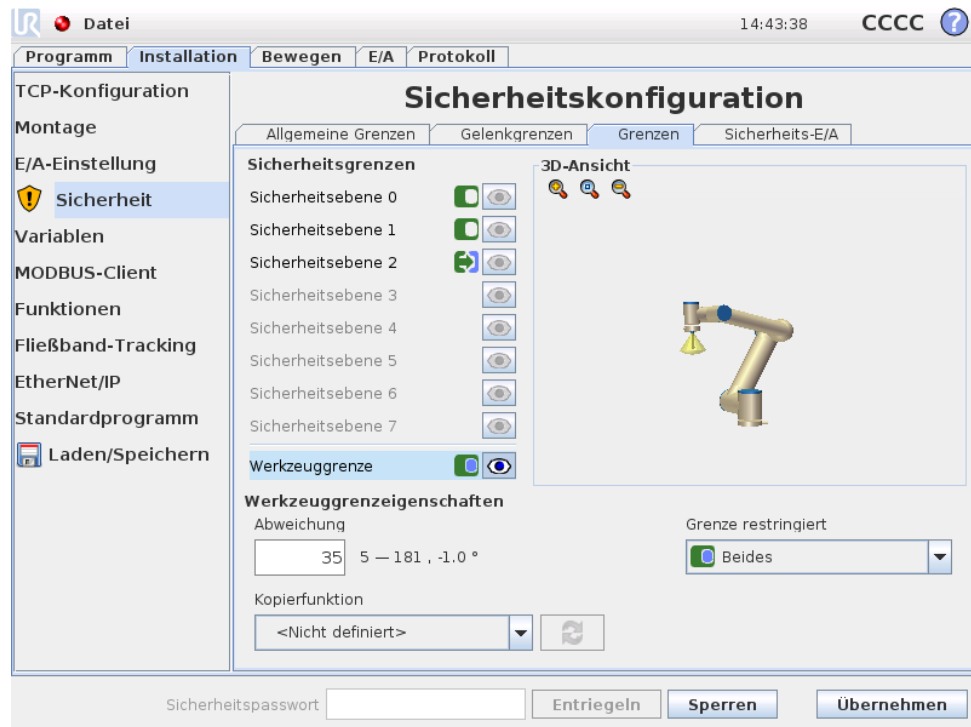 UR Datei 14:43:38 CCCC ?
Programm Installation Bewegen E/A Protokoll
TCP-Konfiguration
Montage
E/A-Einstellung
Sicherheit
Variablen
MODBUS-Client
Funktionen
Fließband-Tracking
EtherNet/IP
Standardprogramm
Laden/Speichern
Sicherheitskonfiguration
Allgemeine Grenzen Gelenkgrenzen Grenzen Sicherheits-E/A
Sicherheitsgrenzen
Sicherheitsebene 0
Sicherheitsebene 1
Sicherheitsebene 2
Sicherheitsebene 3
Sicherheitsebene 4
Sicherheitsebene 5
Sicherheitsebene 6
Sicherheitsebene 7
Werkzeuggrenze
3D-Ansicht
Werkzeuggrenzeigenschaften
Abweichung
35 5 — 181 , -1.0 °
Grenze restringiert
Beides
Kopierfunktion
<Nicht definiert>
Sicherheitspasswort Entriegeln Sperren Übernehmen